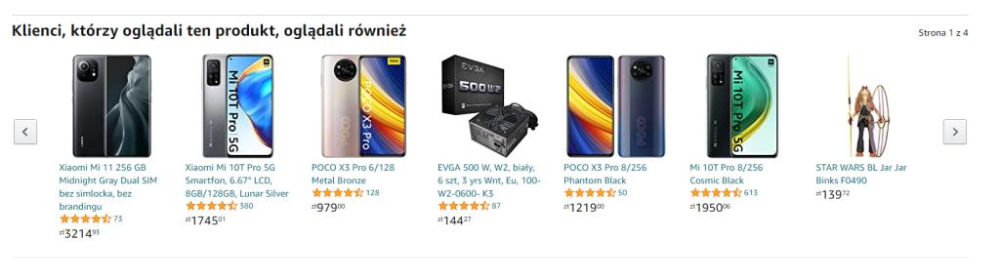 Klienci, którzy oglądali ten produkt, oglądali również
Strona 1 z 4
Mi 10T Pro 5G
POCO
POCO X3 Pro
EVGA
500 W2
POCO
Mi 10T Pro 5G
Xiaomi Mi 11 256 GB
Midnight Gray Dual SIM
bez simlocka, bez
brandingu
73
zł321493
Xiaomi Mi 10T Pro 5G
Smartfon, 6.67" LCD,
8GB/128GB, Lunar Silver
380
zł174501
POCO X3 Pro 6/128
Metal Bronze
128
zł97900
EVGA 500 W, W2, biały,
6 szt, 3 yrs Wnt, Eu, 100-
W2-0600- K3
87
zł14427
POCO X3 Pro 8/256
Phantom Black
50
zł121900
Mi 10T Pro 8/256
Cosmic Black
613
zł195006
STAR WARS BL Jar Jar
Binks F0490
zł13972